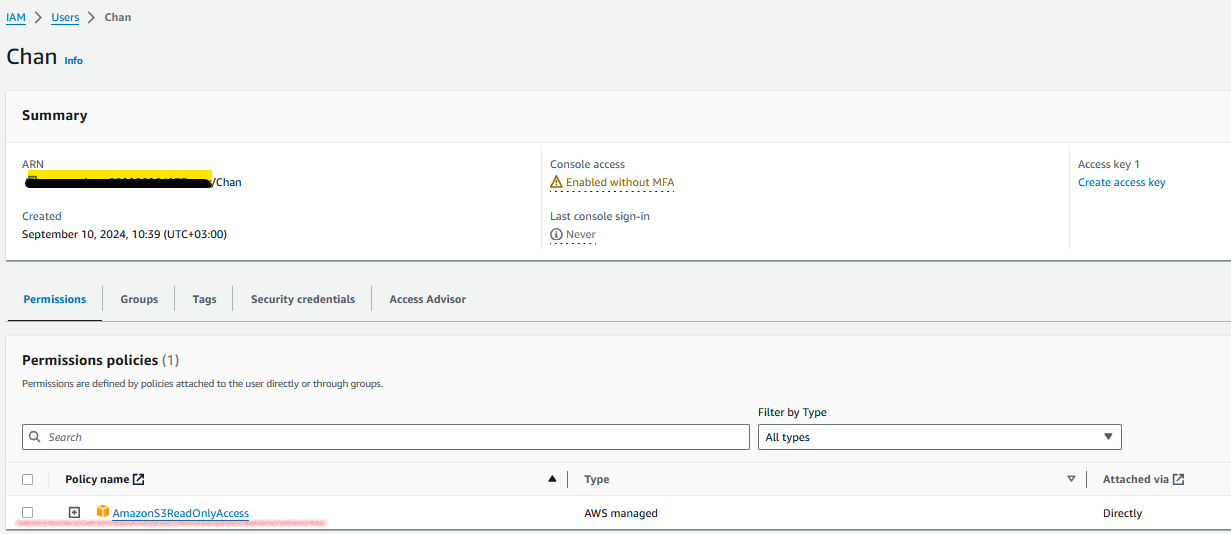 IAM > Users > Chan
Chan Info
Summary
ARN
/Chan
Created
September 10, 2024, 10:39 (UTC+03:00)
Console access
Enabled without MFA
Last console sign-in
Never
Access key 1
Create access key
Permissions Groups Tags Security credentials Access Advisor
Permissions policies (1)
Permissions are defined by policies attached to the user directly or through groups.
Filter by Type
Search All types
Policy name Type Attached via
AmazonS3ReadOnlyAccess AWS managed Directly